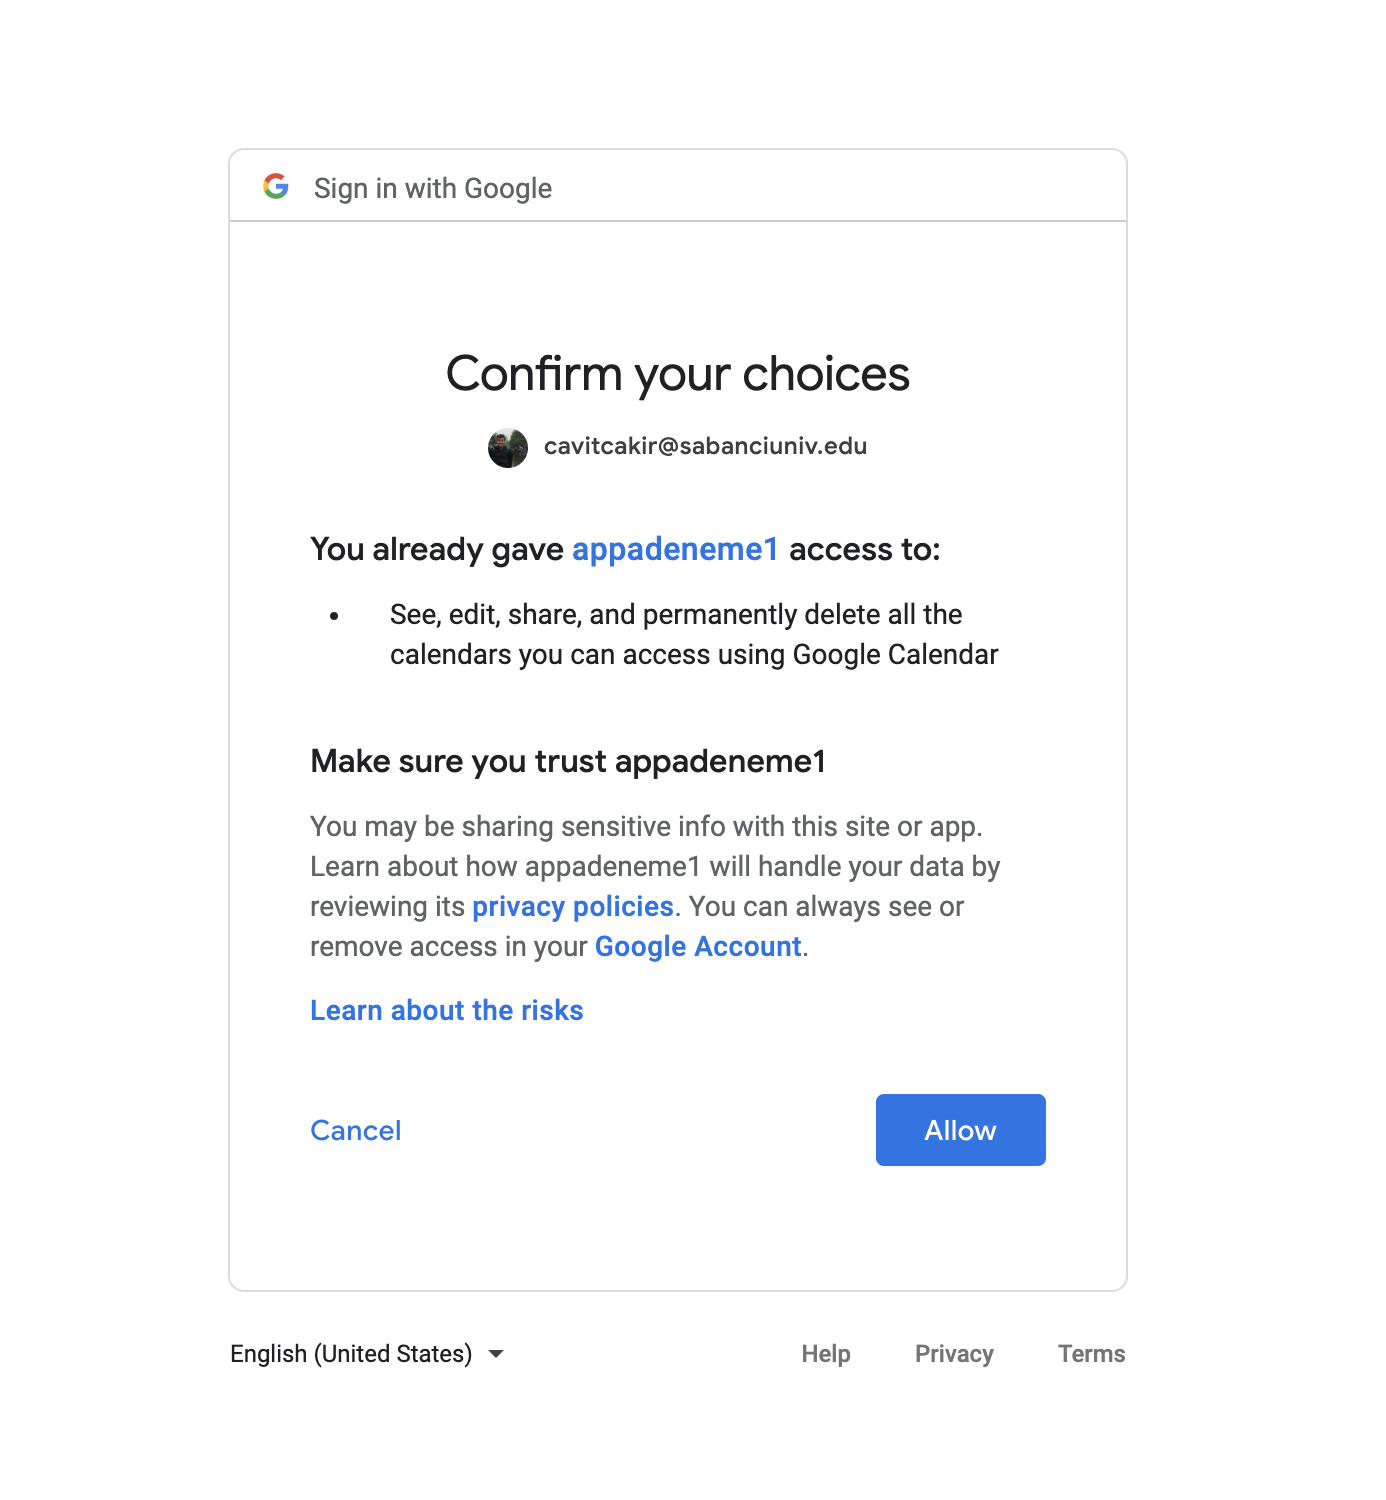 Sign in with Google
Confirm your choices
cavitcakir@sabanciuniv.edu
You already gave appadeneme1 access to:
• See, edit, share, and permanently delete all the
calendars you can access using Google Calendar
Make sure you trust appadeneme1
You may be sharing sensitive info with this site or app.
Learn about how appadeneme1 will handle your data by
reviewing its privacy policies. You can always see or
remove access in your Google Account.
Learn about the risks
Cancel Allow
English (United States) Help Privacy Terms